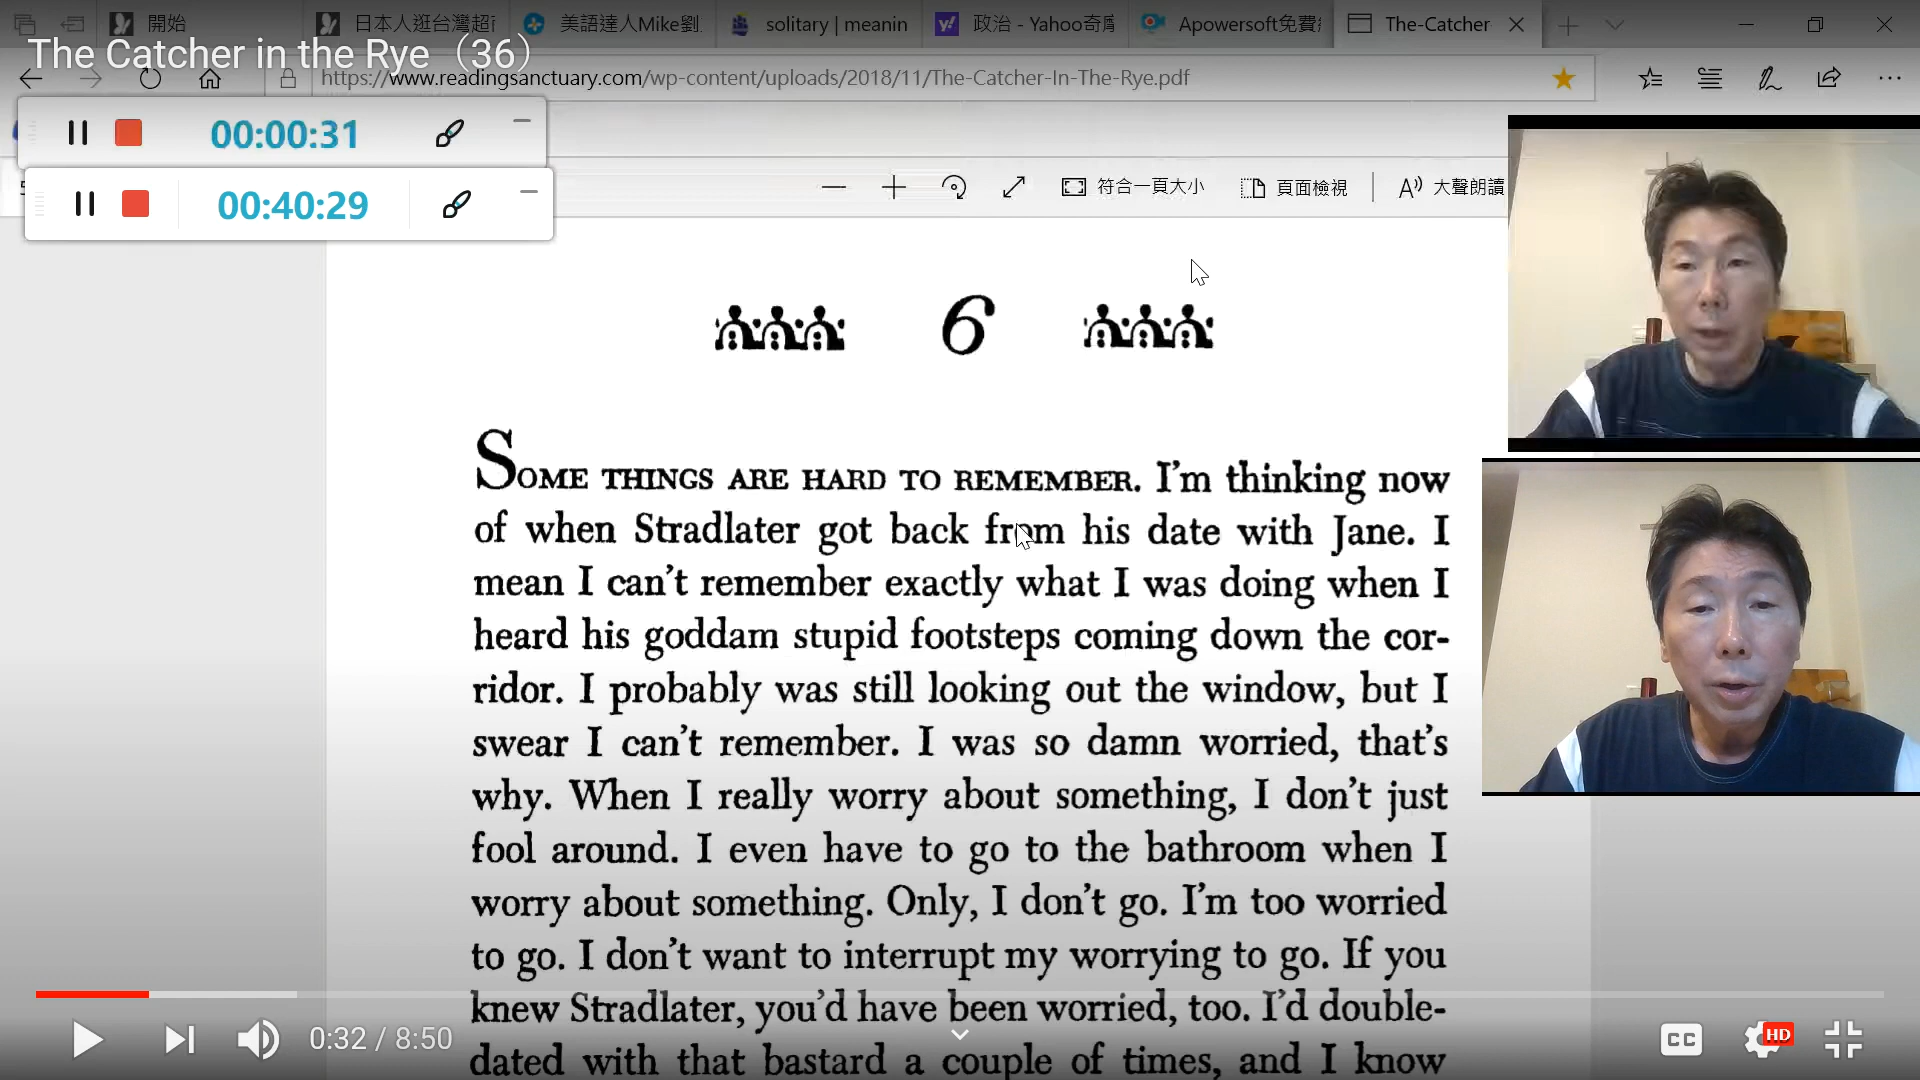 開始
日本人逛台灣超市
美語達人Mike劉
solitary | meanin
政治 - Yahoo奇摩
Apowersoft免費
The-Catcher
The Catcher in the Rye（36）
https://www.readingsanctuary.com/wp-content/uploads/2018/11/The-Catcher-In-The-Rye.pdf
00:00:31
00:40:29
符合一頁大小
頁面檢視
大聲朗讀
6
SOME THINGS ARE HARD TO REMEMBER. I'm thinking now
of when Stradlater got back from his date with Jane. I
mean I can't remember exactly what I was doing when I
heard his goddam stupid footsteps coming down the cor-
ridor. I probably was still looking out the window, but I
swear I can't remember. I was so damn worried, that's
why. When I really worry about something, I don't just
fool around. I even have to go to the bathroom when I
worry about something. Only, I don't go. I'm too worried
to go. I don't want to interrupt my worrying to go. If you
knew Stradlater, you'd have been worried, too. I'd double-
dated with that bastard a couple of times, and I know
0:32 / 8:50
CC
HD